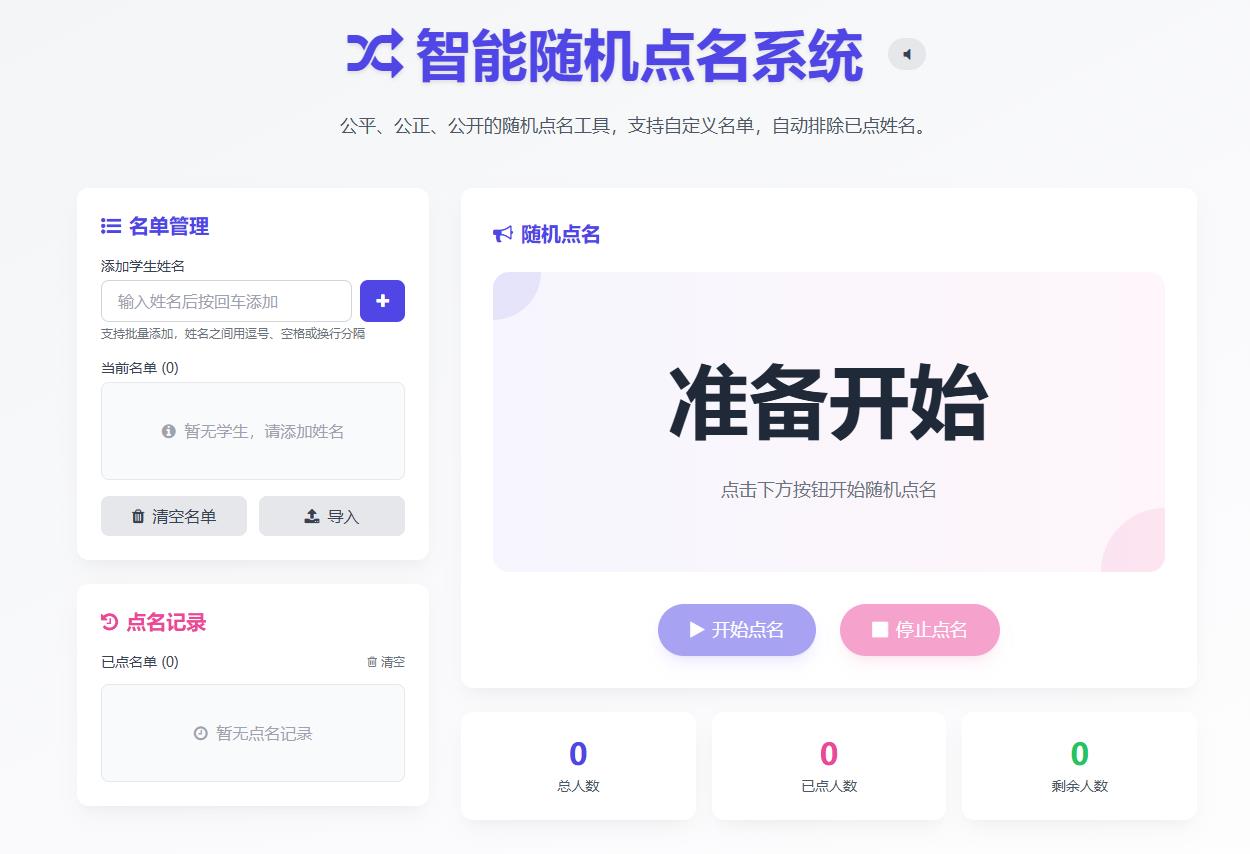 智能随机点名系统
公平、公正、公开的随机点名工具，支持自定义名单，自动排除已点姓名。
名单管理
添加学生姓名
输入姓名后按回车添加
支持批量添加，姓名之间用逗号、空格或换行分隔
当前名单 (0)
暂无学生，请添加姓名
清空名单
导入
点名记录
已点名单 (0)
清空
暂无点名记录
随机点名
准备开始
点击下方按钮开始随机点名
开始点名
停止点名
0
总人数
0
已点人数
0
剩余人数